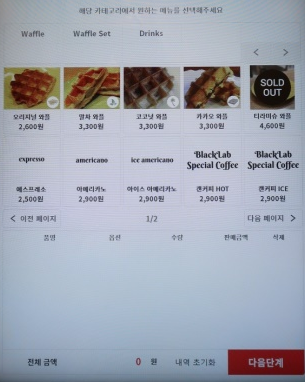 해당 카테고리에서 원하는 메뉴를 선택해주세요
Waffle Waffle Set Drinks
< >
SOLD OUT
오리지널 와플 말차 와플 코코넛 와플 카카오 와플 티라미슈 와플
2,600원 3,300원 3,300원 3,300원 4,600원
expresso americano ice americano BlackLab Special Coffee BlackLab Special Coffee
에스프레소 아메리카노 아이스 아메리카노 캔커피 HOT 캔커피 ICE
2,500원 2,900원 2,900원 2,900원 2,900원
< 이전 페이지 1/2 다음 페이지 >
품명 옵션 수량 판매금액 삭제
전체 금액 0 원 내역 초기화 다음단계